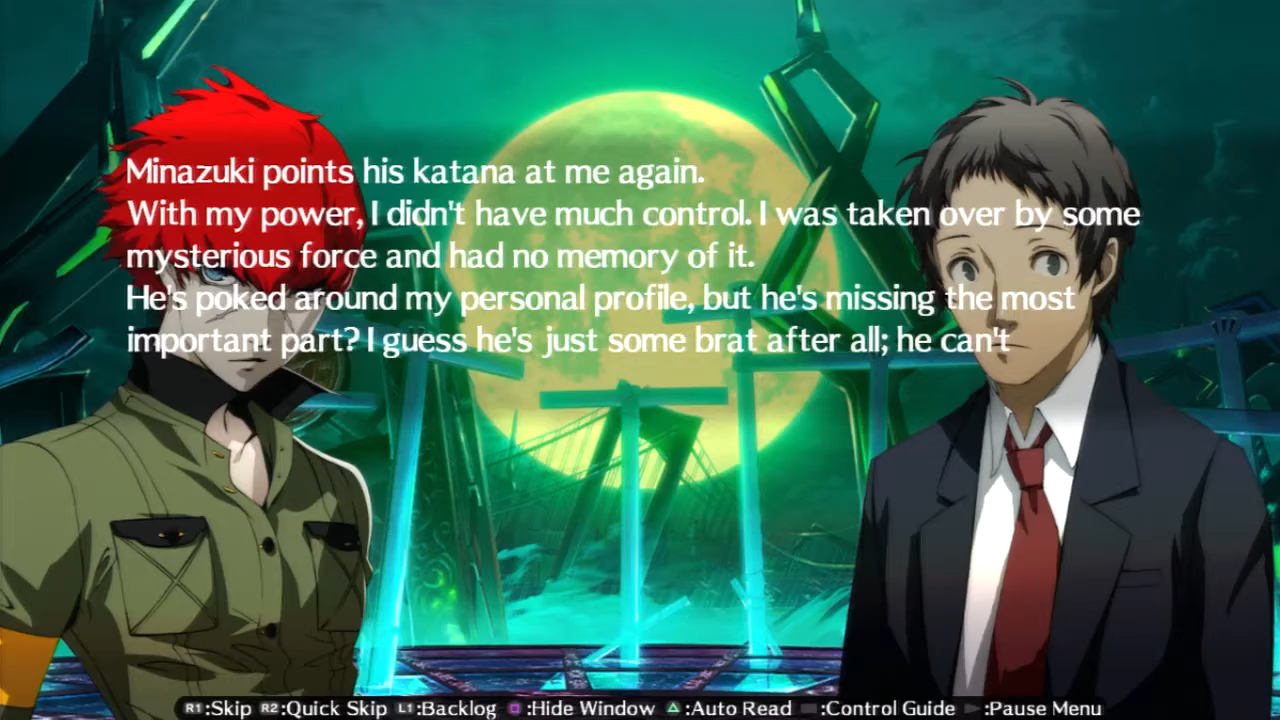 Minazuki points his katana at me again.
With my power, I didn't have much control. I was taken over by some
mysterious force and had no memory of it.
He's poked around my personal profile, but he's missing the most
important part? I guess he's just some brat after all; he can't
R1:Skip R2:Quick Skip L1:Backlog :Hide Window :Auto Read :Control Guide :Pause Menu